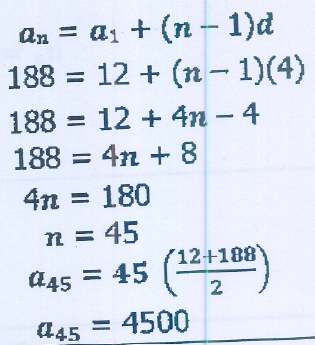 aₙ = a₁ + (n − 1)d
188 = 12 + (n − 1)(4)
188 = 12 + 4n − 4
188 = 4n + 8
4n = 180
n = 45
a₄₅ = 45 ((12+188)/2)
a₄₅ = 4500